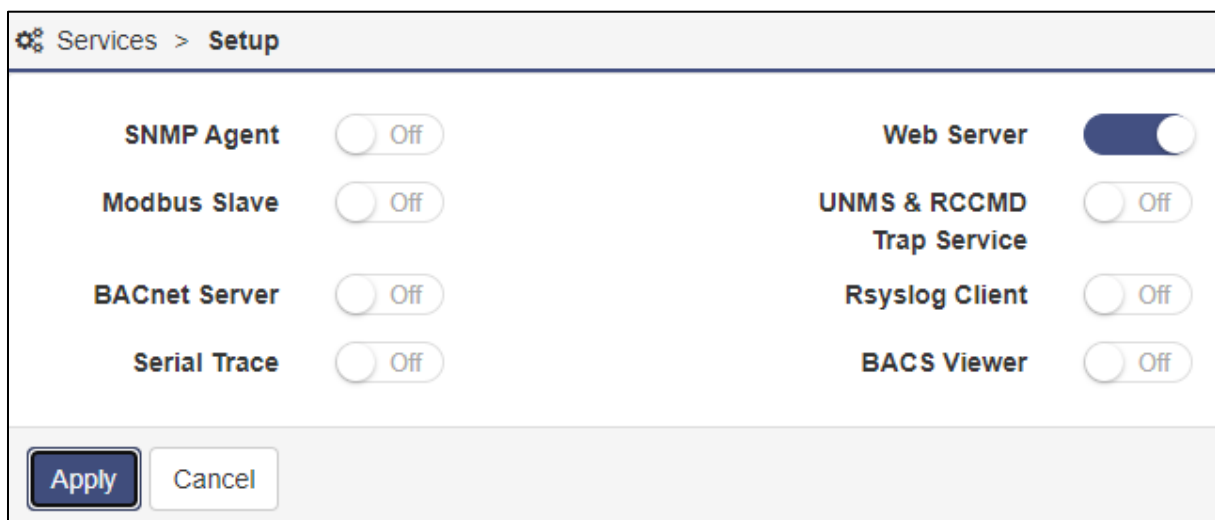 Services > Setup
SNMP Agent Off Web Server
Modbus Slave Off UNMS & RCCMD Off
Trap Service
BACnet Server Off Rsyslog Client Off
Serial Trace Off BACS Viewer Off
Apply Cancel